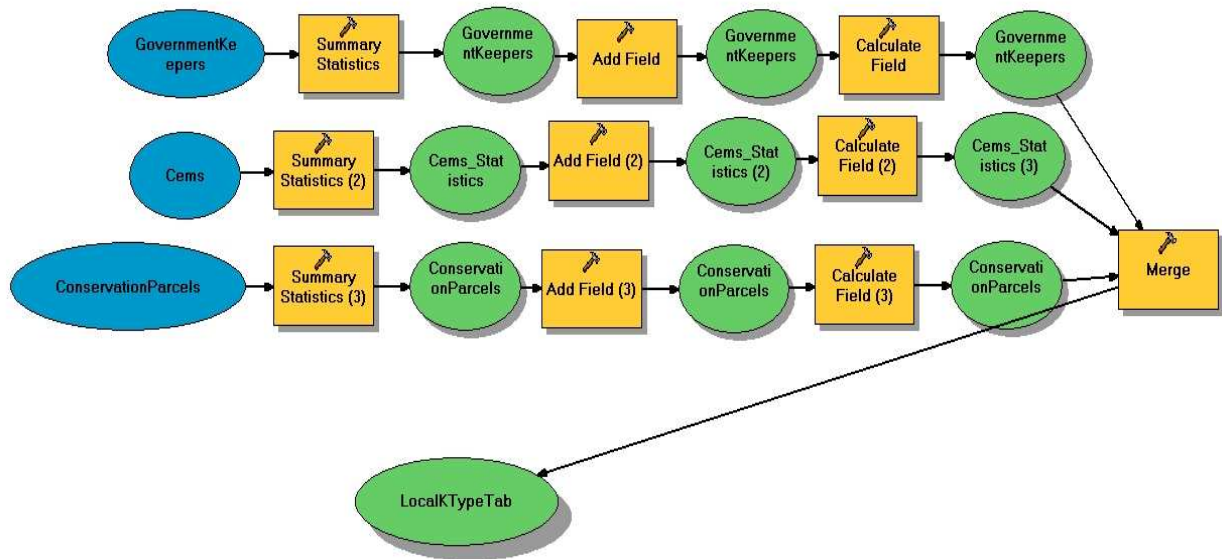 GovernmentKe
epers
Summary
Statistics
Governme
ntKeepers
Add Field
Governme
ntKeepers
Calculate
Field
Governme
ntKeepers
Cems
Summary
Statistics (2)
Cems_Stat
istics
Add Field (2)
Cems_Stat
istics (2)
Calculate
Field (2)
Cems_Stat
istics (3)
ConservationParcels
Summary
Statistics (3)
Conservati
onParcels
Add Field (3)
Conservati
onParcels
Calculate
Field (3)
Conservati
onParcels
Merge
LocalKTypeTab